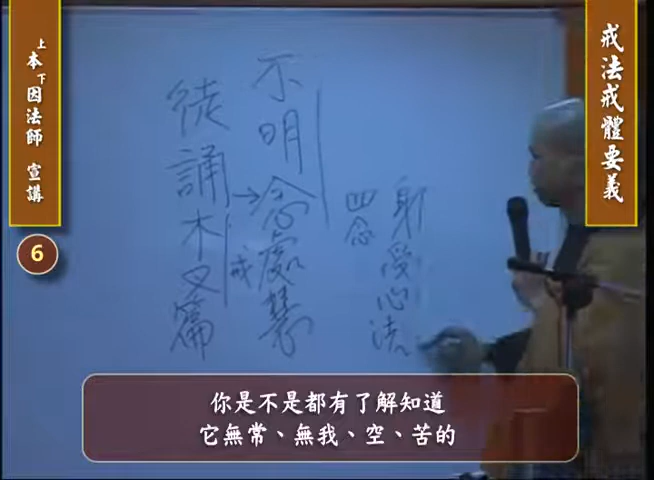 戒法戒體要義
上本下因法師 宣講
6
不明念處慧
徒誦木叉篇
戒
四念
身受心法
你是不是都有了解知道
它無常、無我、空、苦的